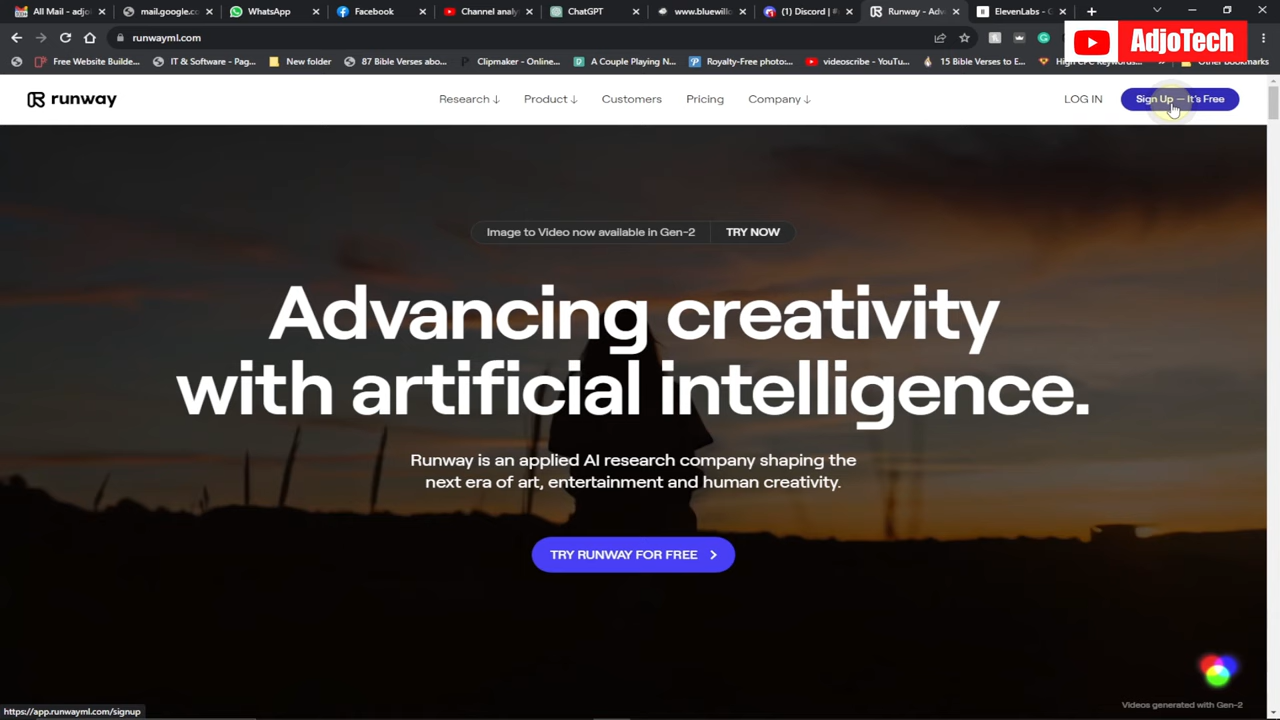 All Mail - adjo
mail.google.co
WhatsApp
Facebook
Channel analy
ChatGPT
www.bluewill
(1) Discord | #
Runway - Adv
ElevenLabs - C
runwayml.com
AdjoTech
Free Website Builde...
IT & Software - Pag...
New folder
87 Bible Verses abo...
Clipmaker - Online...
A Couple Playing N...
Royalty-Free photo:...
videoscribe - YouTu...
15 Bible Verses to E...
High CPC Keywords...
Other bookmarks
runway
Research ↓
Product ↓
Customers
Pricing
Company ↓
LOG IN
Sign Up — It's Free
Image to Video now available in Gen-2
TRY NOW
Advancing creativity
with artificial intelligence.
Runway is an applied AI research company shaping the
next era of art, entertainment and human creativity.
TRY RUNWAY FOR FREE
https://app.runwayml.com/signup
Videos generated with Gen-2